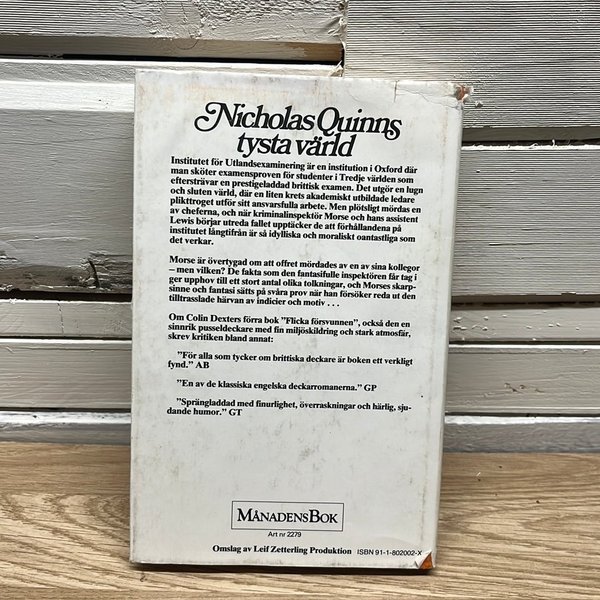 Nicholas Quinns
tysta värld
Institutet för Utlandsexaminering är en institution i Oxford där
man sköter examensproven för studenter i Tredje världen som
eftersträvar en prestigeladdad brittisk examen. Det utgör en lugn
och sluten värld, där en liten krets akademiskt utbildade ledare
plikttroget utför sitt ansvarsfulla arbete. Men plötsligt mördas en
av cheferna, och när kriminalinspektör Morse och hans assistent
Lewis börjar utreda fallet upptäcker de att förhållandena på
institutet långtifrån är så idylliska och moraliskt oantastliga som
det verkar.
Morse är övertygad om att offret mördades av en av sina kollegor
– men vilken? De fakta som den fantasifulle inspektören får tag i
ger upphov till ett stort antal olika tolkningar, och Morses skarp-
sinne och fantasi sätts på svåra prov när han försöker reda ut den
tilltrasslade härvan av indicier och motiv . . .
Om Colin Dexters förra bok "Flicka försvunnen", också den en
sinnrik pusseldeckare med fin miljöskildring och stark atmosfär,
skrev kritiken bland annat:
"För alla som tycker om brittiska deckare är boken ett verkligt
fynd." AB
"En av de klassiska engelska deckarromanerna." GP
"Sprängladdad med finurlighet, överraskningar och härlig, sju-
dande humor." GT
MÅNADENSBOK
Art nr 2279
Omslag av Leif Zetterling Produktion ISBN 91-1-802002-X